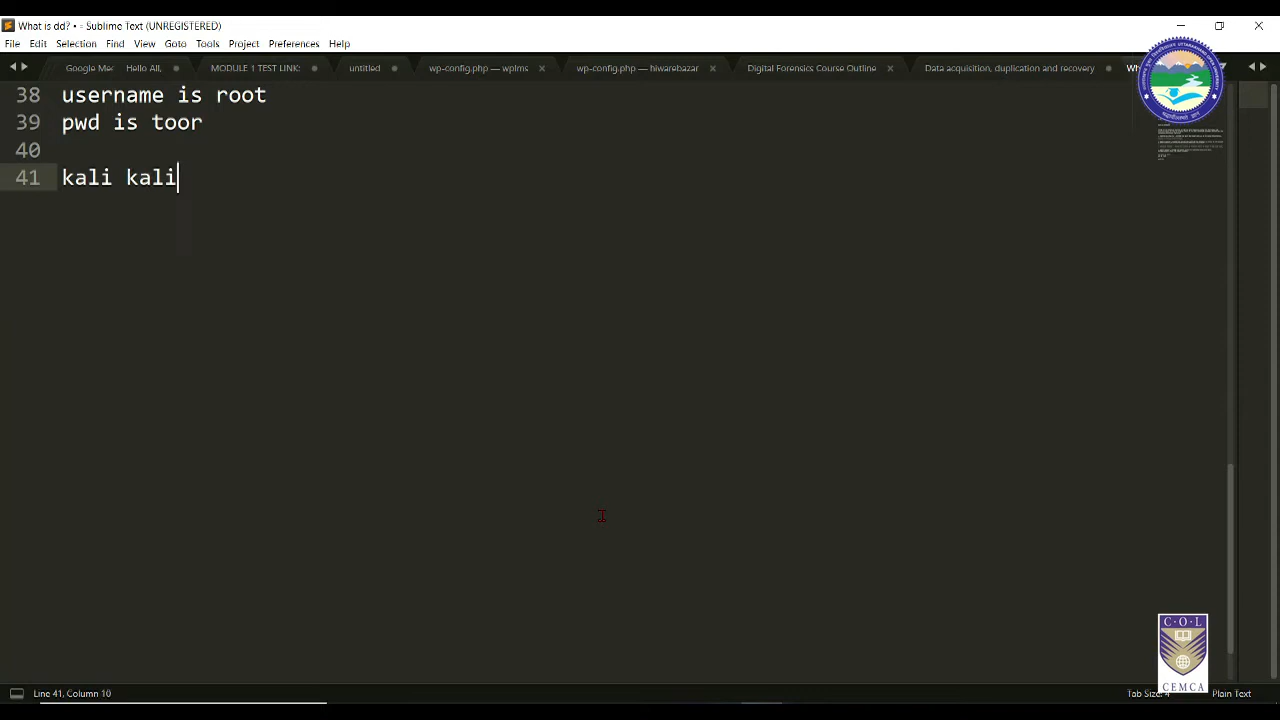 What is dd? • - Sublime Text (UNREGISTERED)
File Edit Selection Find View Goto Tools Project Preferences Help
Google Me Hello All, MODULE 1 TEST LINK: untitled wp-config.php — wplms wp-config.php — hiwarebazar Digital Forensics Course Outline Data acquisition, duplication and recovery
38 username is root
39 pwd is toor
40
41 kali kali
C·O·L
CEMCA
Line 41, Column 10 Tab Size: 4 Plain Text